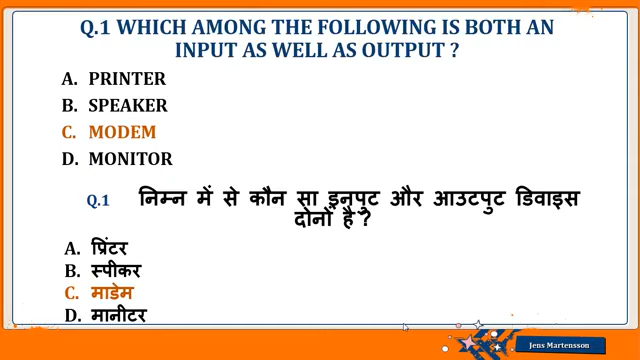 Q.1 WHICH AMONG THE FOLLOWING IS BOTH AN
INPUT AS WELL AS OUTPUT ?
A. PRINTER
B. SPEAKER
C. MODEM
D. MONITOR
Q.1 निम्न में से कौन सा इनपुट और आउटपुट डिवाइस
दोनों है ?
A. प्रिंटर
B. स्पीकर
C. माडेम
D. मानीटर
Jens Martensson